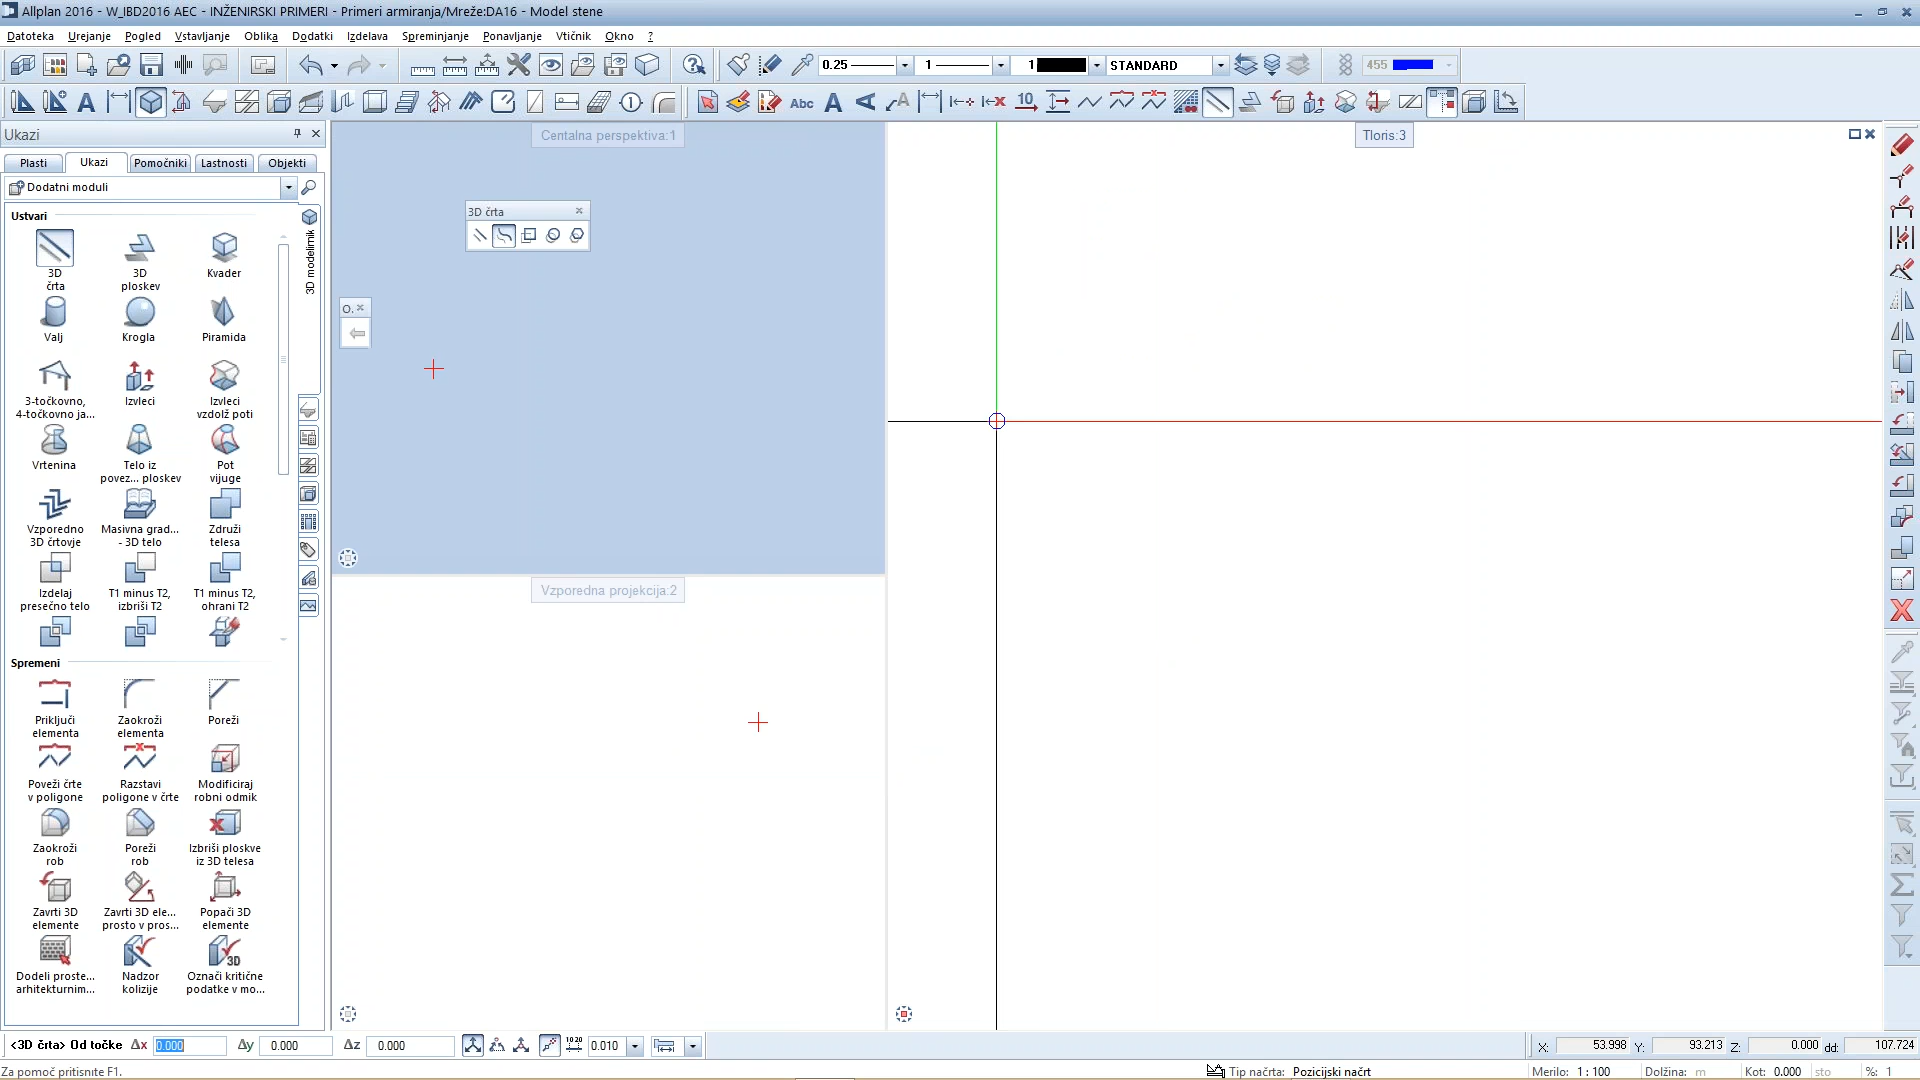 Allplan 2016 - W_IBD2016 AEC - INŽENIRSKI PRIMERI - Primeri armiranja/Mreže:DA16 - Model stene
Datoteka Urejanje Pogled Vstavljanje Oblika Dodatki Izdelava Spreminjanje Ponavljanje Vtičnik Okno ?
0.25 1 1 STANDARD 455
Abc 10
Ukazi
Plasti Ukazi Pomočniki Lastnosti Objekti
Dodatni moduli
Ustvari
3D modelirnik
3D črta
3D ploskev
Kvader
Valj
Krogla
Piramida
3-točkovno, 4-točkovno ja...
Izvleci
Izvleci vzdolž poti
Vrtenina
Telo iz povez... ploskev
Pot vijuge
Vzporedno 3D črtovje
Masivna grad... - 3D telo
Združi telesa
Izdelaj presečno telo
T1 minus T2, izbriši T2
T1 minus T2, ohrani T2
Spremeni
Priključi elementa
Zaokroži elementa
Poreži
Poveži črte v poligone
Razstavi poligone v črte
Modificiraj robni odmik
Zaokroži rob
Poreži rob
Izbriši ploskve iz 3D telesa
Zavrti 3D elemente
Zavrti 3D ele... prosto v pros...
Popači 3D elemente
Dodeli proste... arhitekturnim...
Nadzor kolizije
3D
Označi kritične podatke v mo...
Centalna perspektiva:1
3D črta
O.
Vzporedna projekcija:2
Tloris:3
<3D črta> Od točke Δx 0.000 Δy 0.000 Δz 0.000 1020 0.010
X: 53.998 Y: 93.213 Z: 0.000 dd: 107.724
Za pomoč pritisnite F1.
Tip načrta: Pozicijski načrt
Merilo: 1 : 100 Dolžina: m Kot: 0.000 sto %: 1